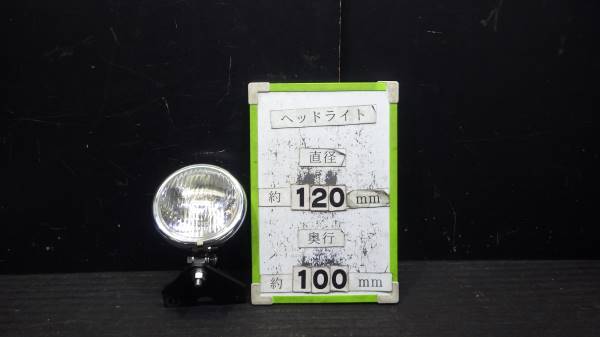 ヘッドライト
直径
約 120 mm
奥行
約 100 mm